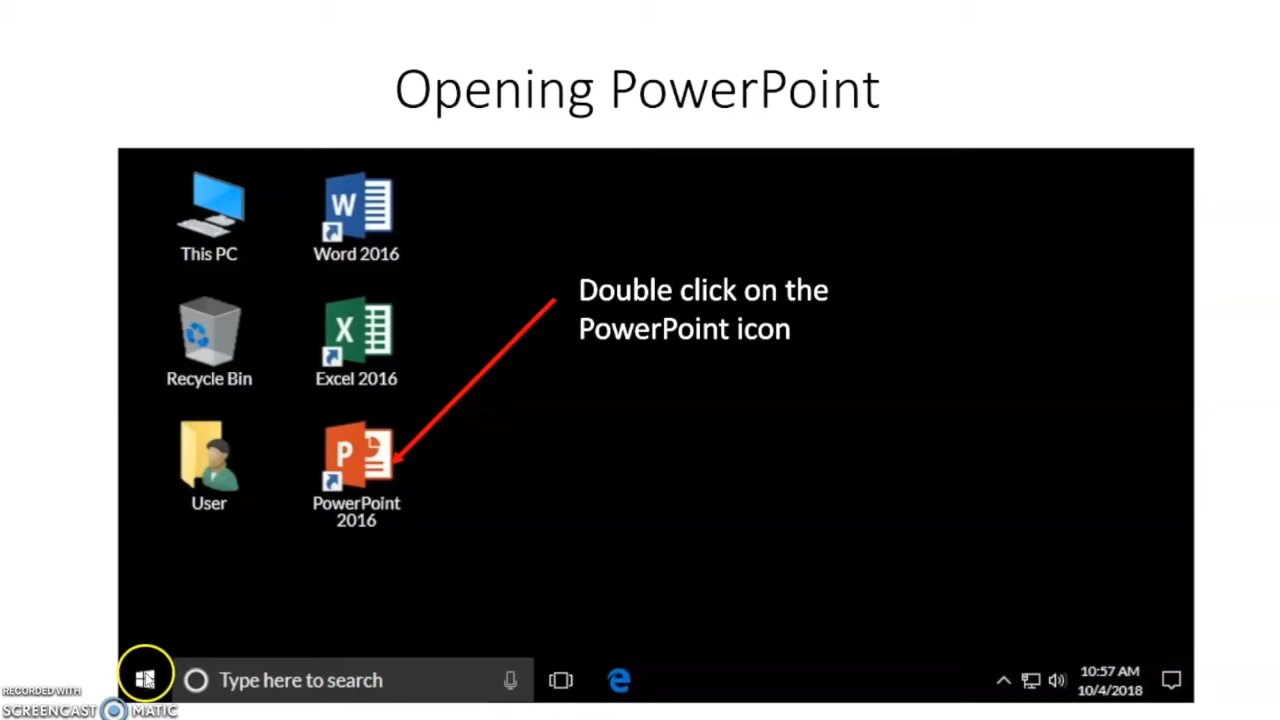 Opening PowerPoint
This PC
W
Word 2016
Double click on the
PowerPoint icon
Recycle Bin
X
Excel 2016
User
P
PowerPoint
2016
Type here to search
10:57 AM
10/4/2018
RECORDED WITH
SCREENCAST MATIC